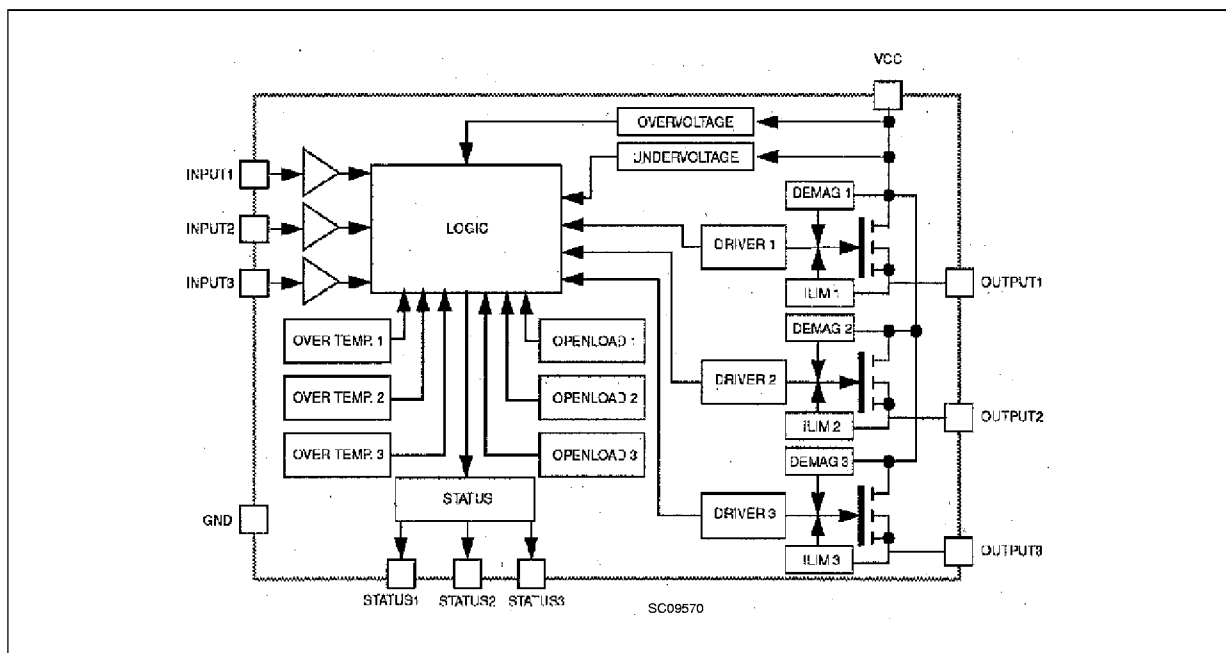 VCC
OVERVOLTAGE
UNDERVOLTAGE
INPUT1
INPUT2
INPUT3
LOGIC
DEMAG 1
DRIVER 1
ILIM 1
OUTPUT1
OVER TEMP. 1
OPENLOAD 1
DEMAG 2
OVER TEMP. 2
OPENLOAD 2
DRIVER 2
ILIM 2
OUTPUT2
OVER TEMP. 3
OPENLOAD 3
DEMAG 3
STATUS
GND
DRIVER 3
ILIM 3
OUTPUT3
STATUS1
STATUS2
STATUS3
SC09570